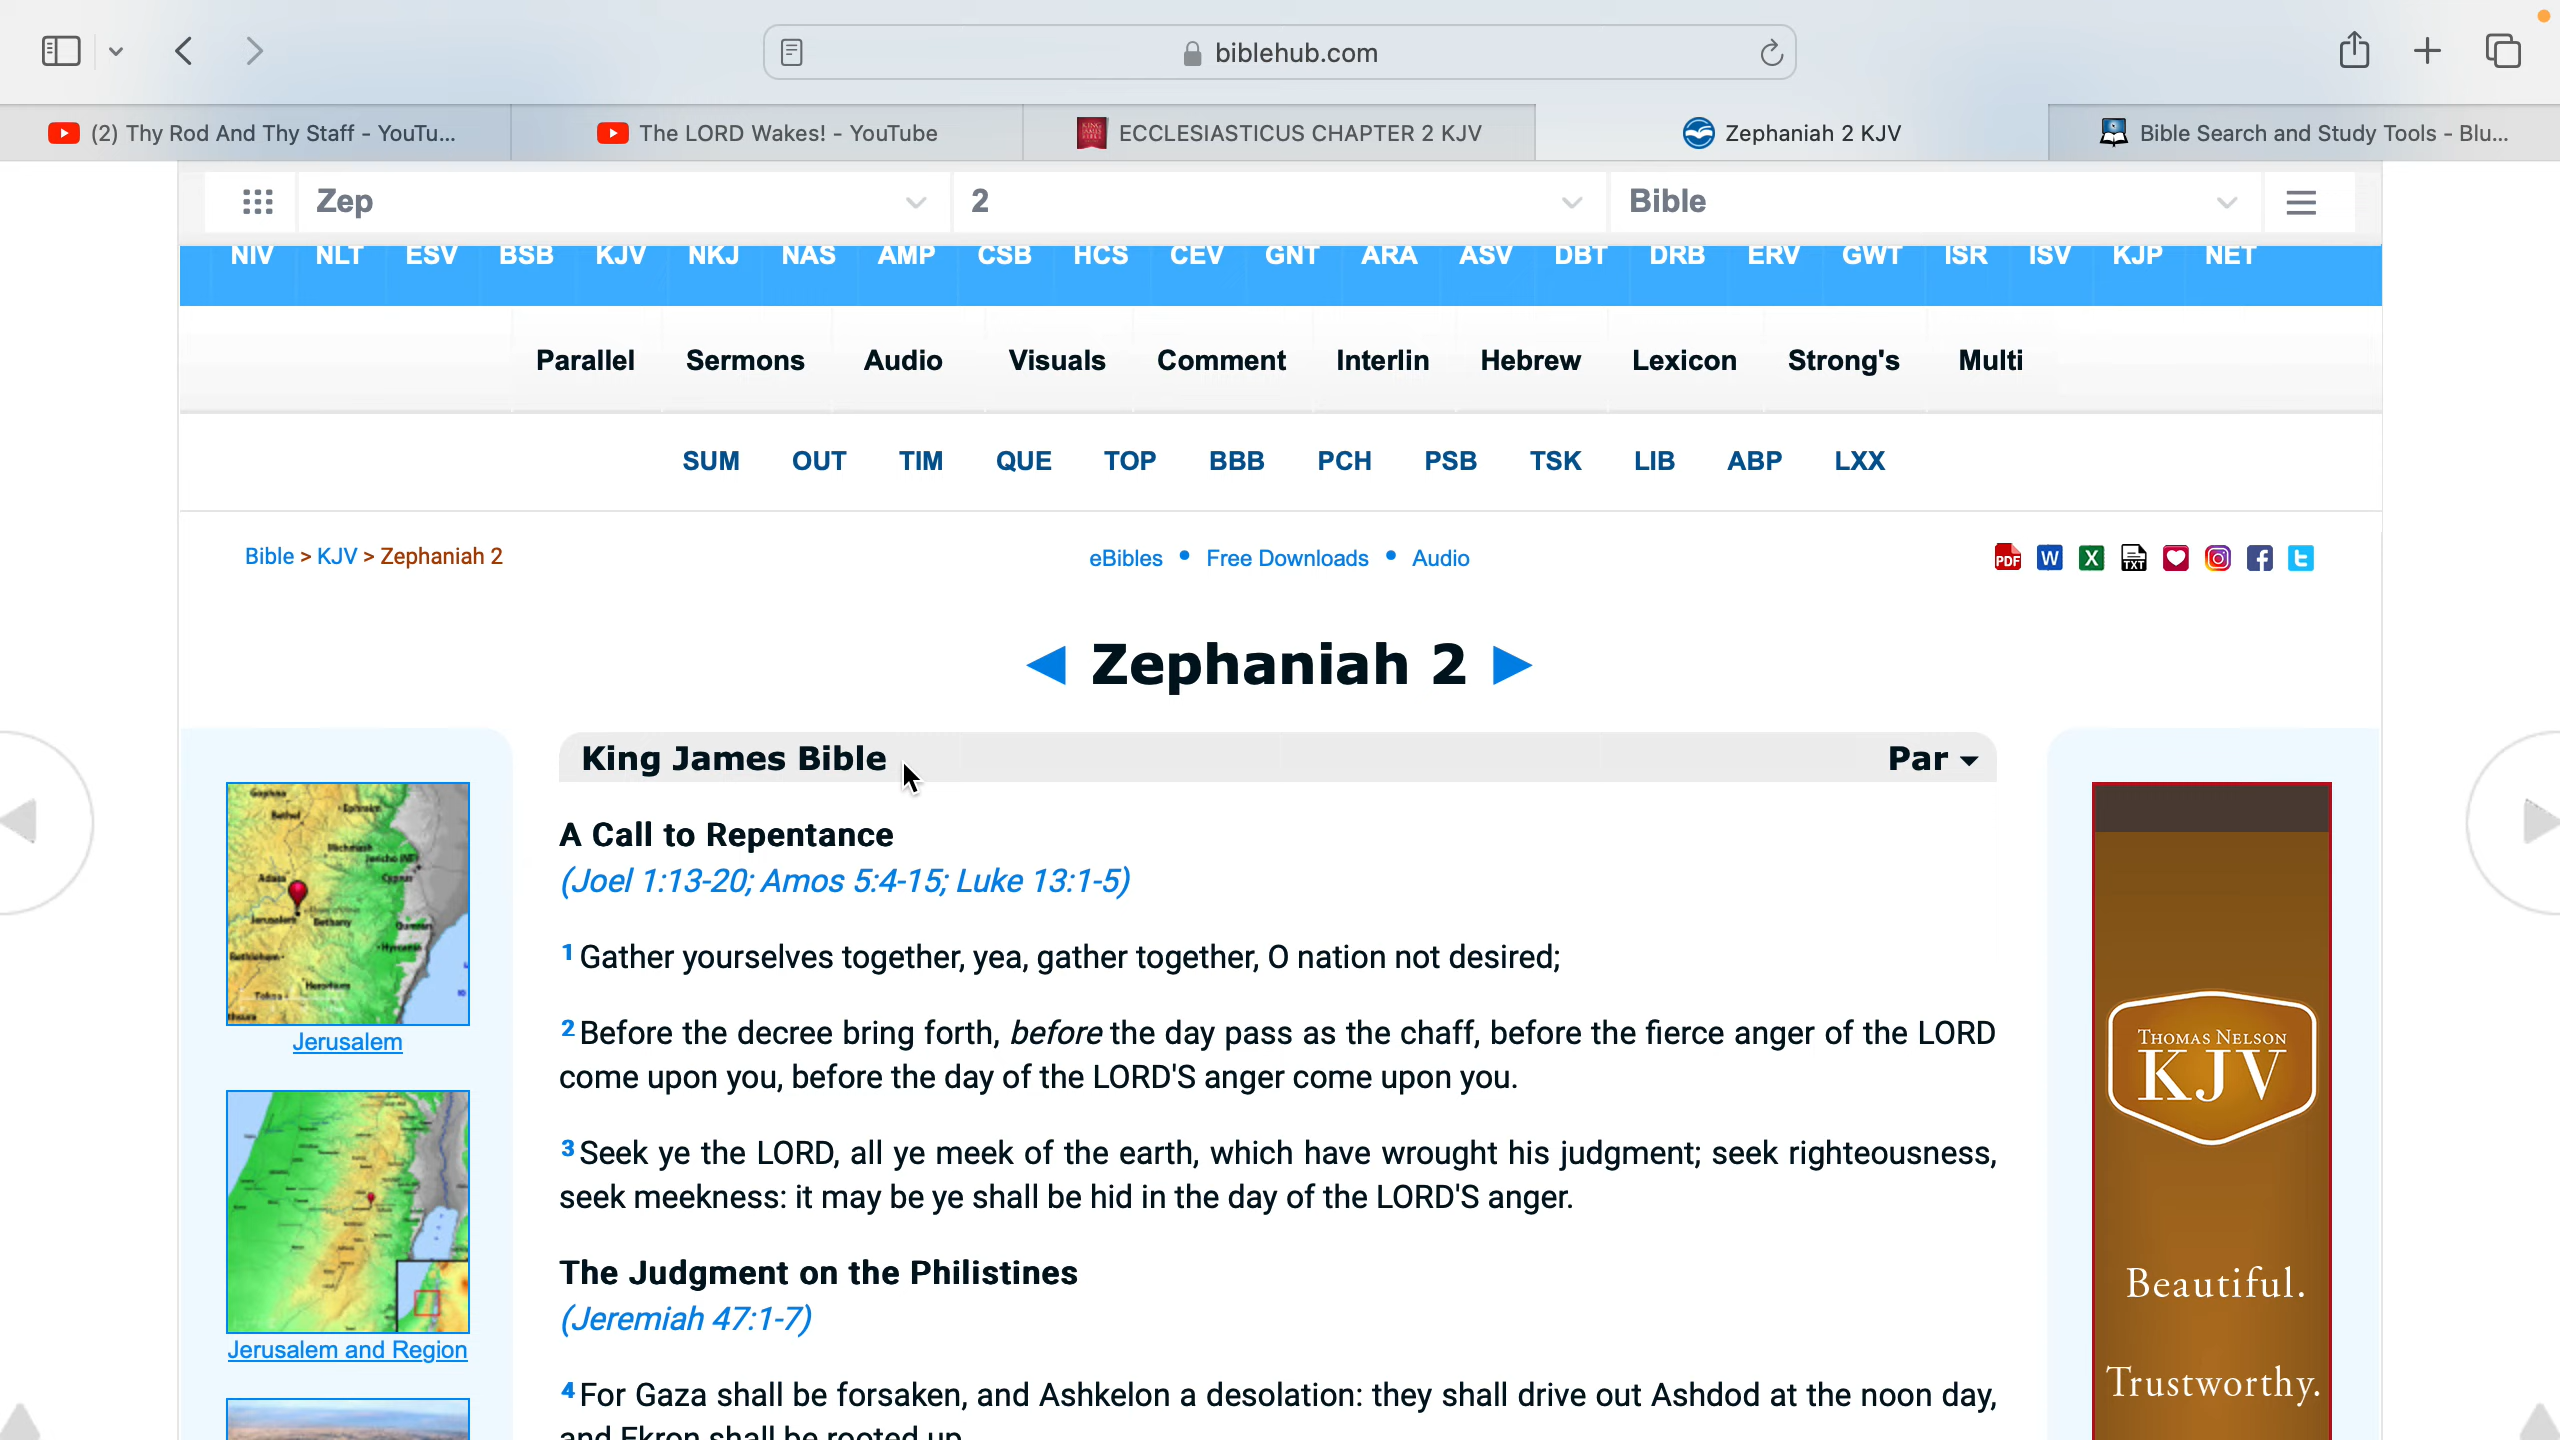 biblehub.com
(2) Thy Rod And Thy Staff - YouTu...
The LORD Wakes! - YouTube
ECCLESIASTICUS CHAPTER 2 KJV
Zephaniah 2 KJV
Bible Search and Study Tools - Blu...
Zep
2
Bible
NIV NLT ESV BSB KJV NKJ NAS AMP CSB HCS CEV GNT ARA ASV DBT DRB ERV GWT ISR ISV KJP NET
Parallel Sermons Audio Visuals Comment Interlin Hebrew Lexicon Strong's Multi
SUM OUT TIM QUE TOP BBB PCH PSB TSK LIB ABP LXX
Bible > KJV > Zephaniah 2
eBibles • Free Downloads • Audio
PDF W X TXT
◀ Zephaniah 2 ▶
King James Bible
Par
A Call to Repentance
(Joel 1:13-20; Amos 5:4-15; Luke 13:1-5)
1 Gather yourselves together, yea, gather together, O nation not desired;
2 Before the decree bring forth, before the day pass as the chaff, before the fierce anger of the LORD
come upon you, before the day of the LORD'S anger come upon you.
3 Seek ye the LORD, all ye meek of the earth, which have wrought his judgment; seek righteousness,
seek meekness: it may be ye shall be hid in the day of the LORD'S anger.
The Judgment on the Philistines
(Jeremiah 47:1-7)
4 For Gaza shall be forsaken, and Ashkelon a desolation: they shall drive out Ashdod at the noon day,
and Ekron shall be rooted up.
Jerusalem
Jerusalem and Region
THOMAS NELSON
KJV
Beautiful.
Trustworthy.